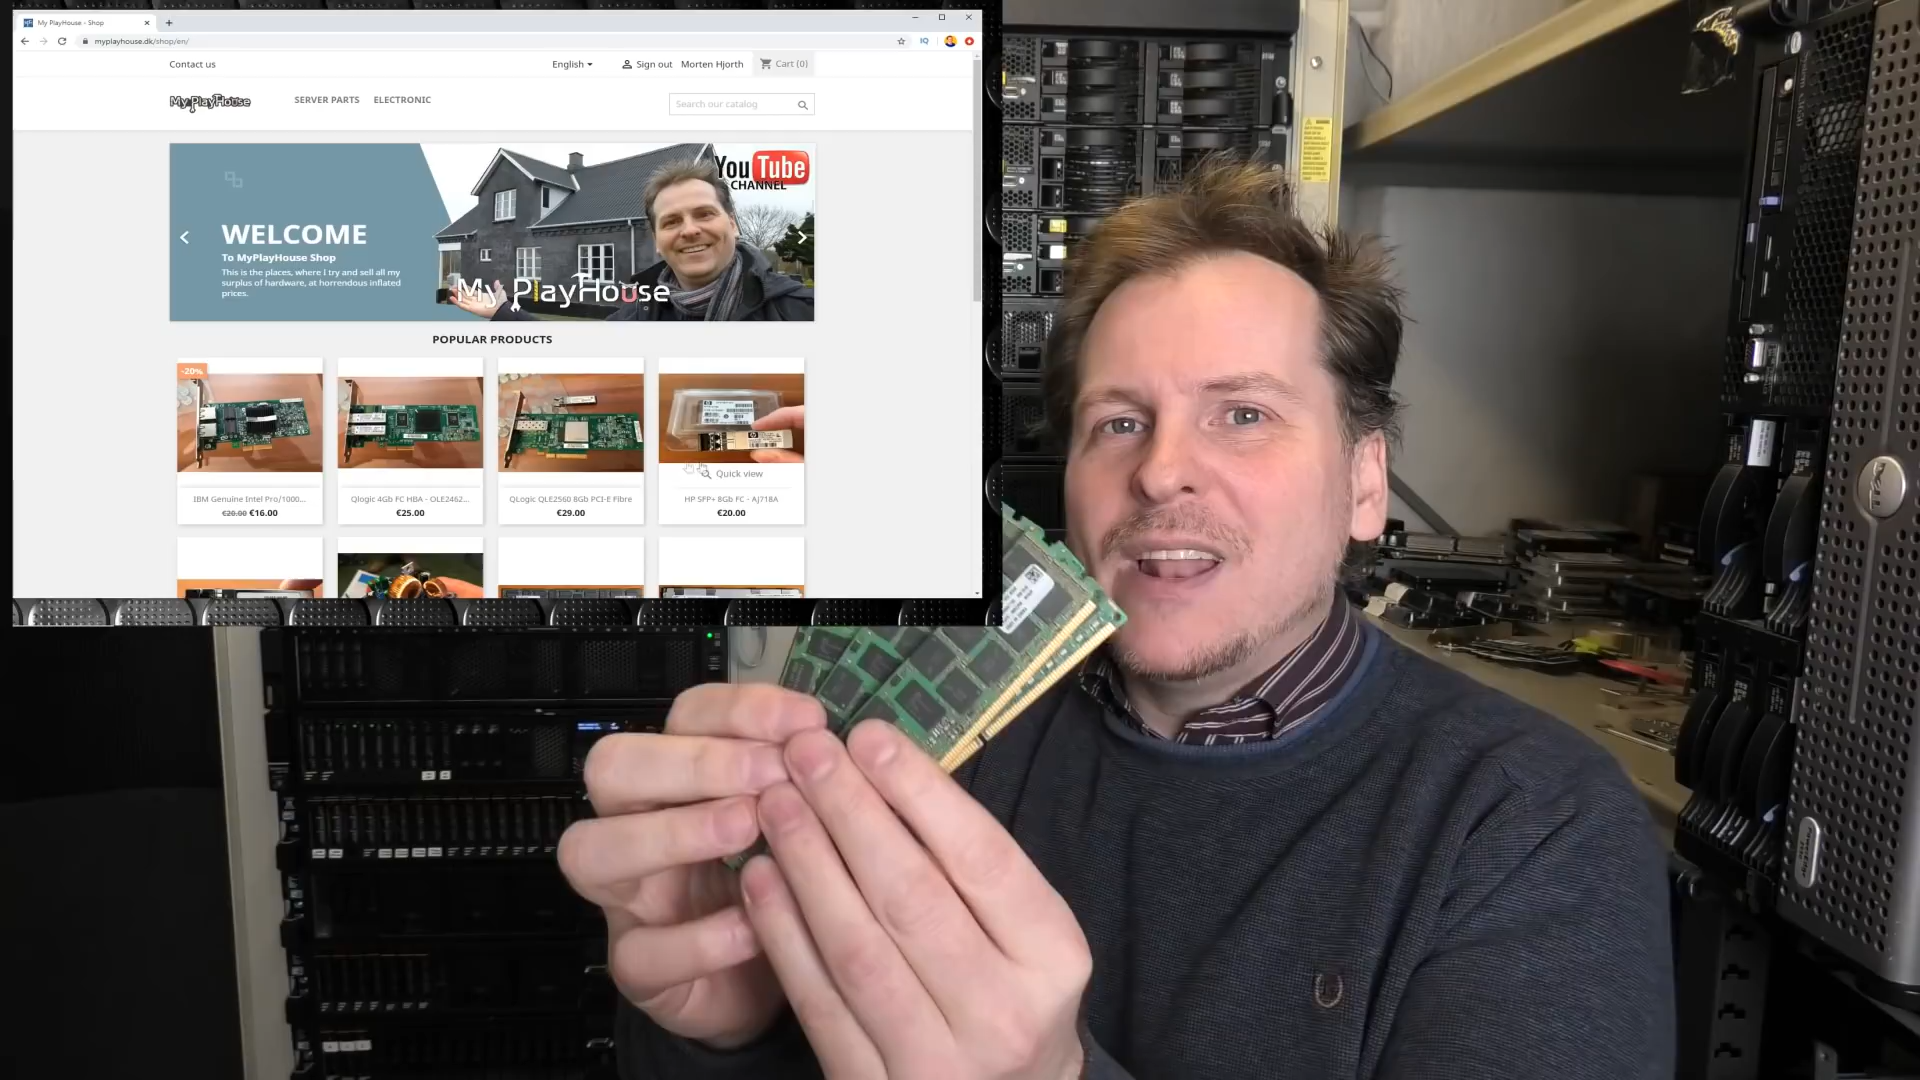 My PlayHouse - Shop
myplayhouse.dk/shop/en/
IQ
Contact us
English
Sign out
Morten Hjorth
Cart (0)
My PlayHouse
SERVER PARTS
ELECTRONIC
Search our catalog
YouTube
CHANNEL
WELCOME
To MyPlayHouse Shop
This is the places, where I try and sell all my
surplus of hardware, at horrendous inflated
prices.
My PlayHouse
POPULAR PRODUCTS
-20%
Quick view
IBM Genuine Intel Pro/1000...
Qlogic 4Gb FC HBA - QLE2462...
QLogic QLE2560 8Gb PCI-E Fibre
HP SFP+ 8Gb FC - AJ718A
€20.00 €16.00
€25.00
€29.00
€20.00
DELL